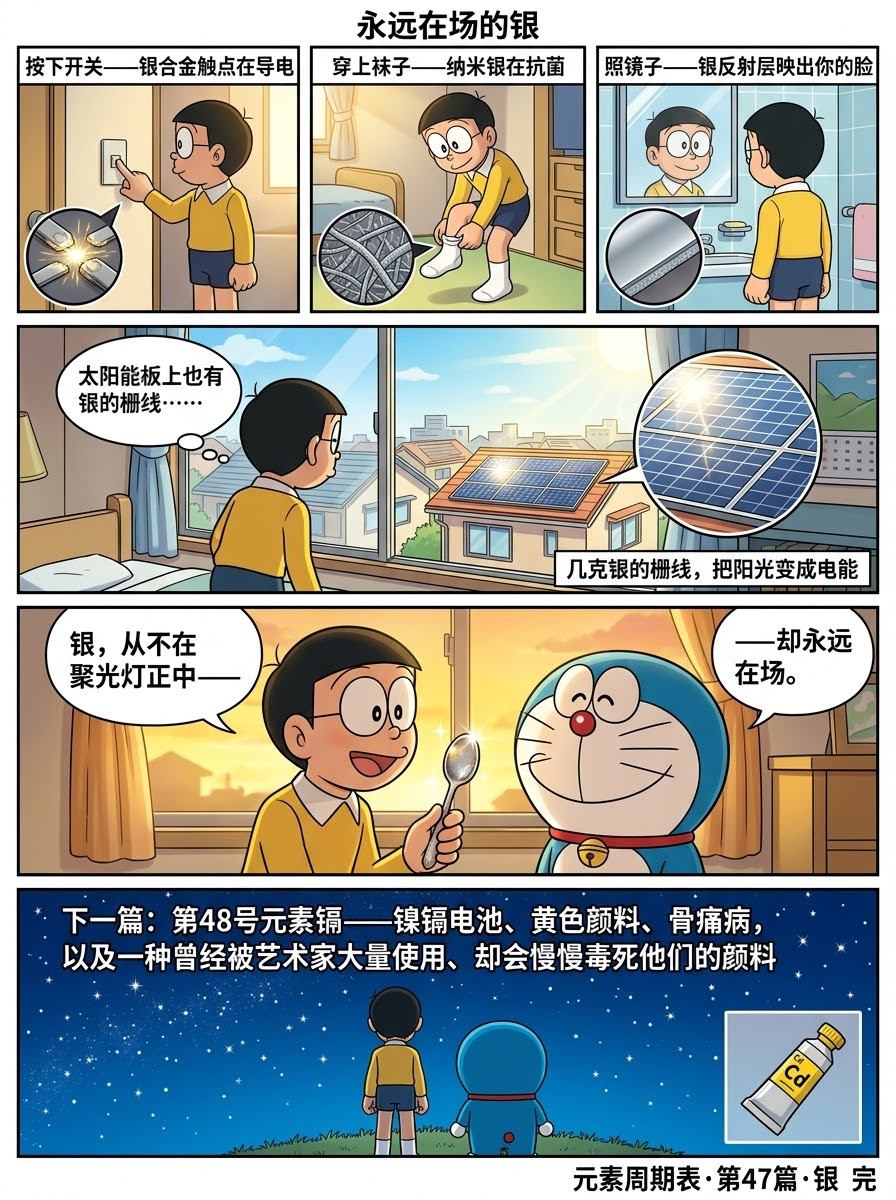 永远在场的银
按下开关——银合金触点在导电
穿上袜子——纳米银在抗菌
照镜子——银反射层映出你的脸
太阳能板上也有
银的栅线……
几克银的栅线，把阳光变成电能
银，从不在
聚光灯正中——
——却永远
在场。
下一篇：第48号元素镉——镍镉电池、黄色颜料、骨痛病，
以及一种曾经被艺术家大量使用、却会慢慢毒死他们的颜料
Cd
Cd
元素周期表·第47篇·银 完